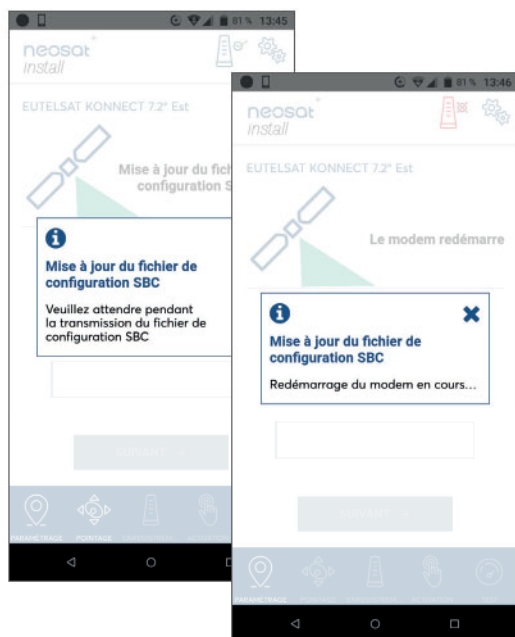 81 % 13:45
neosat
install
EUTELSAT KONNECT 7.2° Est
Mise à jour du fich
configuration S
Mise à jour du fichier de
configuration SBC
Veuillez attendre pendant
la transmission du fichier de
configuration SBC
SUIVANT
PARAMÉTRAGE POINTAGE
81 % 13:46
neosat
install
EUTELSAT KONNECT 7.2° Est
Le modem redémarre
Mise à jour du fichier de
configuration SBC
Redémarrage du modem en cours...
SUIVANT
PARAMÉTRAGE POINTAGE